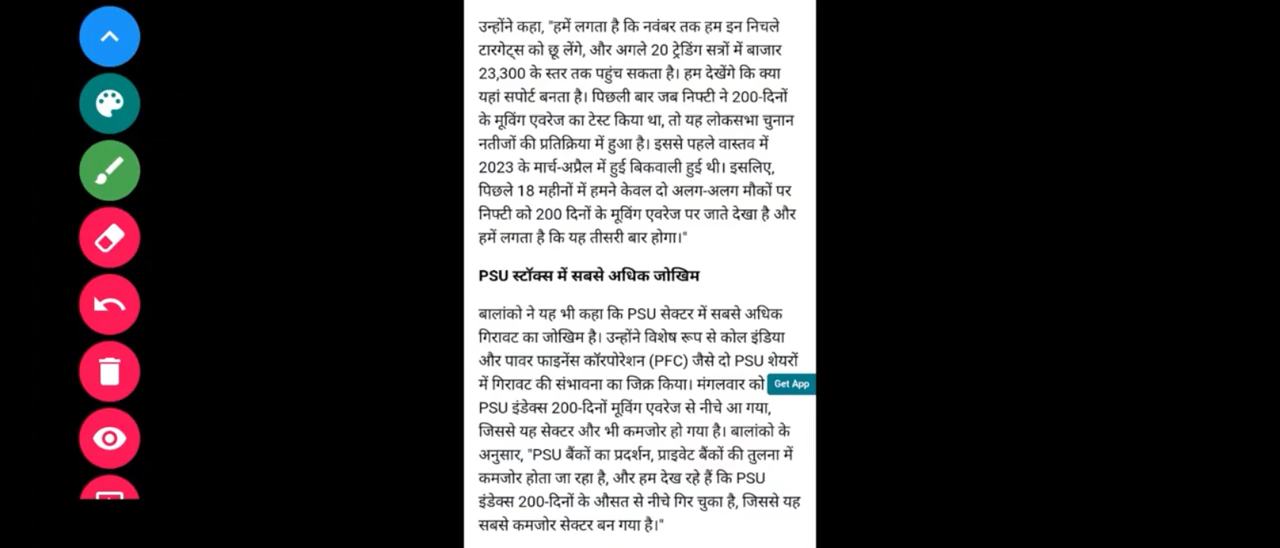 उन्होंने कहा, "हमें लगता है कि नवंबर तक हम इन निचले
टारगेट्स को छू लेंगे, और अगले 20 ट्रेडिंग सत्रों में बाजार
23,300 के स्तर तक पहुंच सकता है। हम देखेंगे कि क्या
यहां सपोर्ट बनता है। पिछली बार जब निफ्टी ने 200-दिनों
के मूविंग एवरेज का टेस्ट किया था, तो यह लोकसभा चुनान
नतीजों की प्रतिक्रिया में हुआ है। इससे पहले वास्तव में
2023 के मार्च-अप्रैल में हुई बिकवाली हुई थी। इसलिए,
पिछले 18 महीनों में हमने केवल दो अलग-अलग मौकों पर
निफ्टी को 200 दिनों के मूविंग एवरेज पर जाते देखा है और
हमें लगता है कि यह तीसरी बार होगा।"
PSU स्टॉक्स में सबसे अधिक जोखिम
बालांको ने यह भी कहा कि PSU सेक्टर में सबसे अधिक
गिरावट का जोखिम है। उन्होंने विशेष रूप से कोल इंडिया
और पावर फाइनेंस कॉरपोरेशन (PFC) जैसे दो PSU शेयरों
में गिरावट की संभावना का जिक्र किया। मंगलवार को
Get App
PSU इंडेक्स 200-दिनों मूविंग एवरेज से नीचे आ गया,
जिससे यह सेक्टर और भी कमजोर हो गया है। बालांको के
अनुसार, "PSU बैंकों का प्रदर्शन, प्राइवेट बैंकों की तुलना में
कमजोर होता जा रहा है, और हम देख रहे हैं कि PSU
इंडेक्स 200-दिनों के औसत से नीचे गिर चुका है, जिससे यह
सबसे कमजोर सेक्टर बन गया है।"